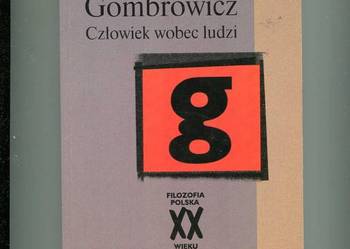 Gombrowicz
Człowiek wobec ludzi
g
FILOZOFIA
POLSKA
XX
WIEKU